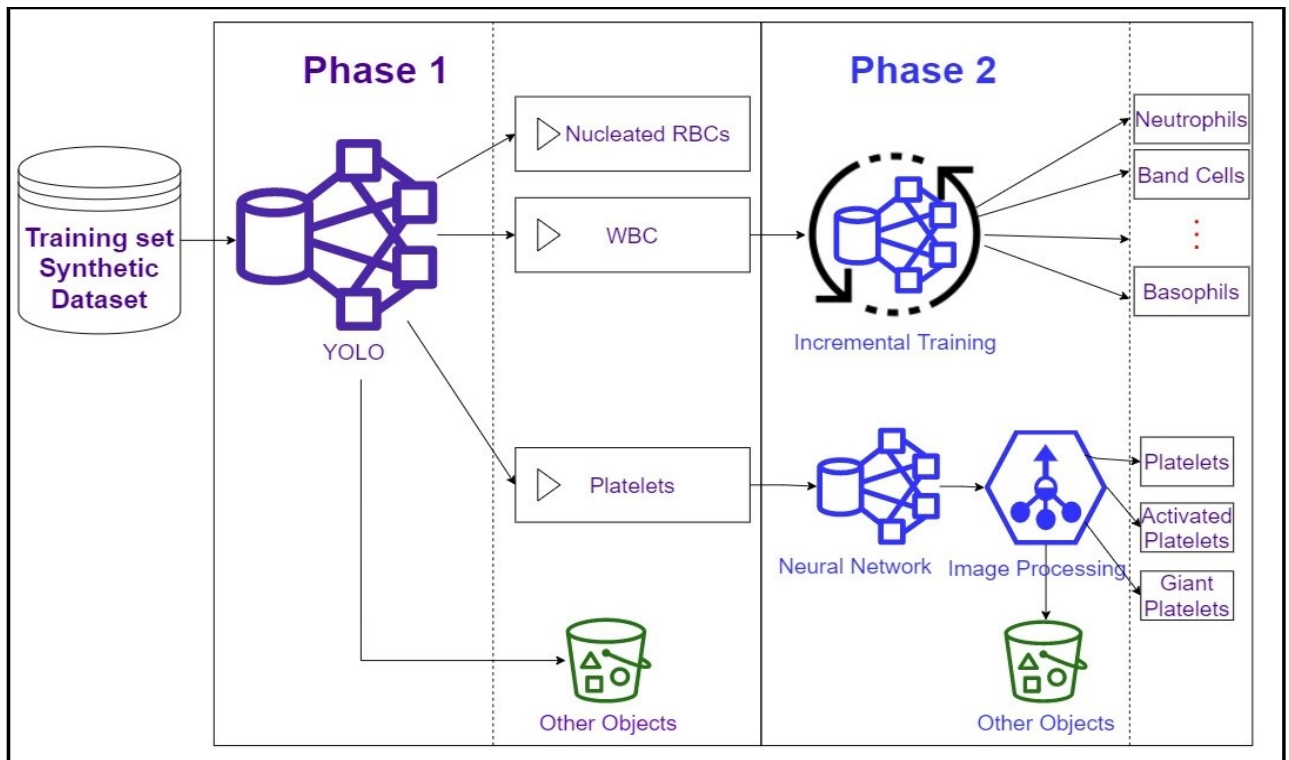 Phase 1
Phase 2
Training set
Synthetic
Dataset
YOLO
Nucleated RBCs
WBC
Platelets
Other Objects
Incremental Training
Neutrophils
Band Cells
Basophils
Neural Network
Image Processing
Platelets
Activated
Platelets
Giant
Platelets
Other Objects